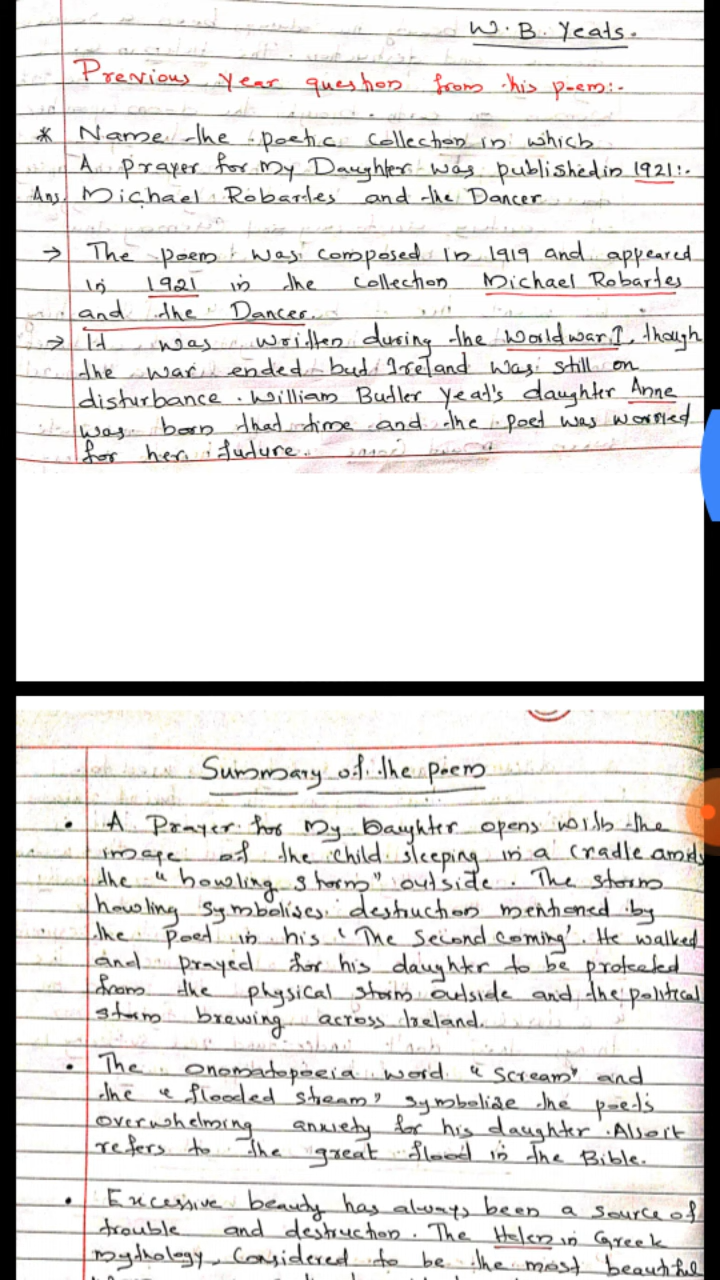 W. B. Yeats.
Previous year question from this poem:-
* Name the poetic collection in which
A prayer for my Daughter was published in 1921:-
Ans. Michael Robartes and the Dancer
→ The poem was composed in 1919 and appeared
in 1921 in the collection Michael Robartes
and the Dancer.
→ It was written during the World war I, though
the war ended but Ireland was still on
disturbance. William Butler Yeat's daughter Anne
was born that time and the poet was worried
for her future.
Summary of the poem
• A Prayer for my Daughter opens with the
image of the child sleeping in a cradle amids
the "howling storm" outside. The storm
howling symbolises destruction mentioned by
the Poet in his 'The Second coming'. He walked
and prayed for his daughter to be protected
from the physical storm outside and the political
storm brewing across Ireland.
• The onomatopoeia word "Scream" and
the "flooded stream" symbolize the poet's
overwhelming anxiety for his daughter. Also it
refers to the great flood in the Bible.
• Excessive beauty has always been a source of
trouble and destruction. The Helen in Greek
mythology, Considered to be the most beautiful